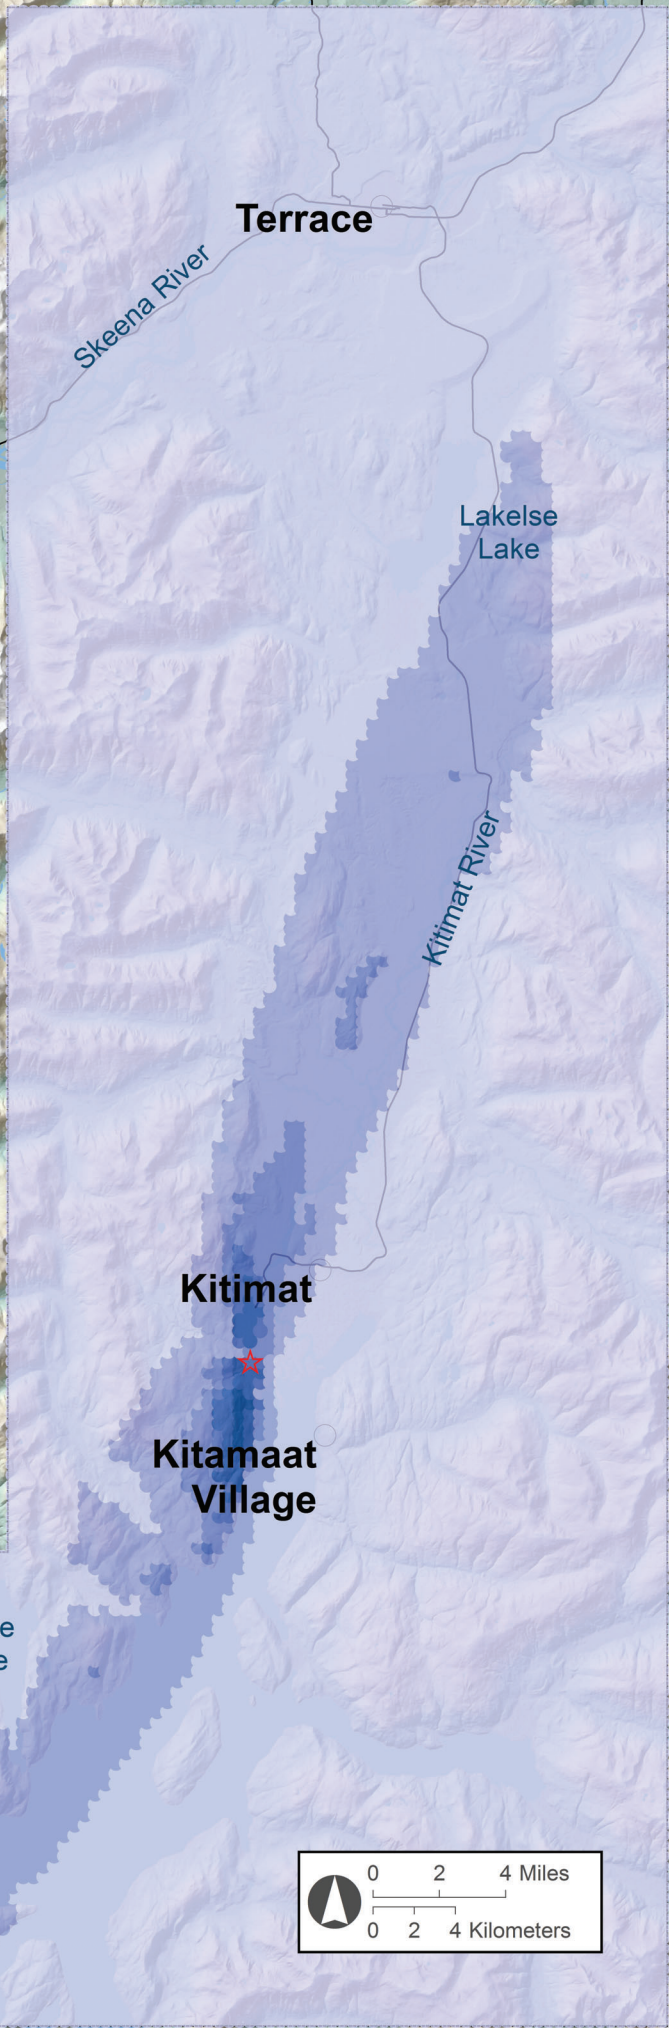 Terrace
Skeena River
Lakelse
Lake
Kitimat River
Kitimat
Kitamaat
Village
e
e
0 2 4 Miles
0 2 4 Kilometers